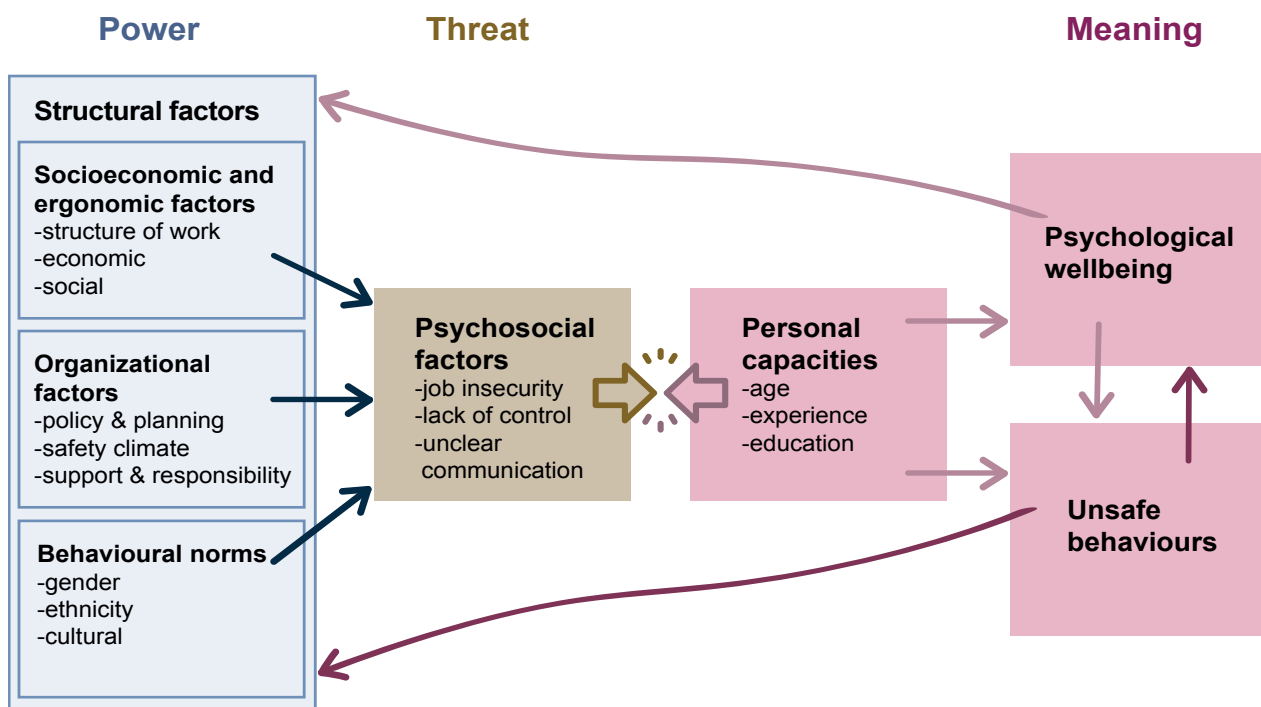 Power
Threat
Meaning
Structural factors
Socioeconomic and
ergonomic factors
-structure of work
-economic
-social
Organizational
factors
-policy & planning
-safety climate
-support & responsibility
Behavioural norms
-gender
-ethnicity
-cultural
Psychosocial
factors
-job insecurity
-lack of control
-unclear
communication
Personal
capacities
-age
-experience
-education
Psychological
wellbeing
Unsafe
behaviours